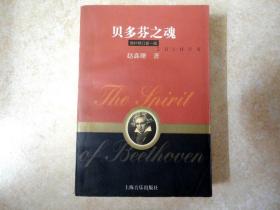 贝多芬之魂
赵鑫珊 著
The Spirit
of Beethoven
上海音乐出版社